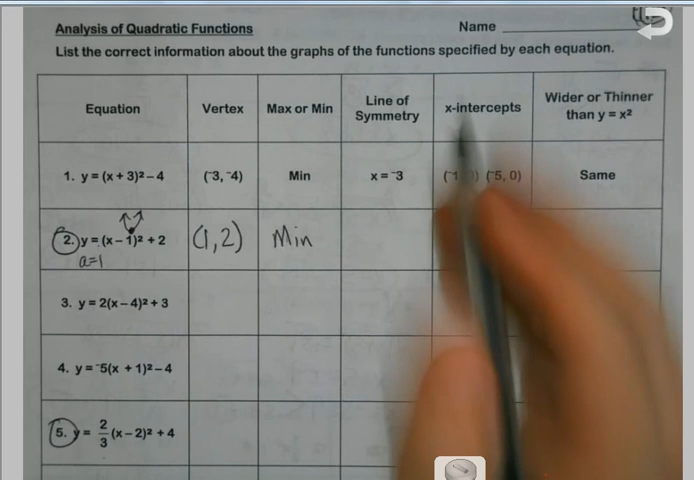 Analysis of Quadratic Functions Name
List the correct information about the graphs of the functions specified by each equation.
Equation Vertex Max or Min Line of Symmetry x-intercepts Wider or Thinner than y = x²
1. y = (x + 3)² – 4 (⁻3, ⁻4) Min x = ⁻3 (⁻5, 0) Same
2. y = (x – 1)² + 2 (1,2) Min
a=1
3. y = 2(x – 4)² + 3
4. y = ⁻5(x + 1)² – 4
5. y = 2/3 (x – 2)² + 4